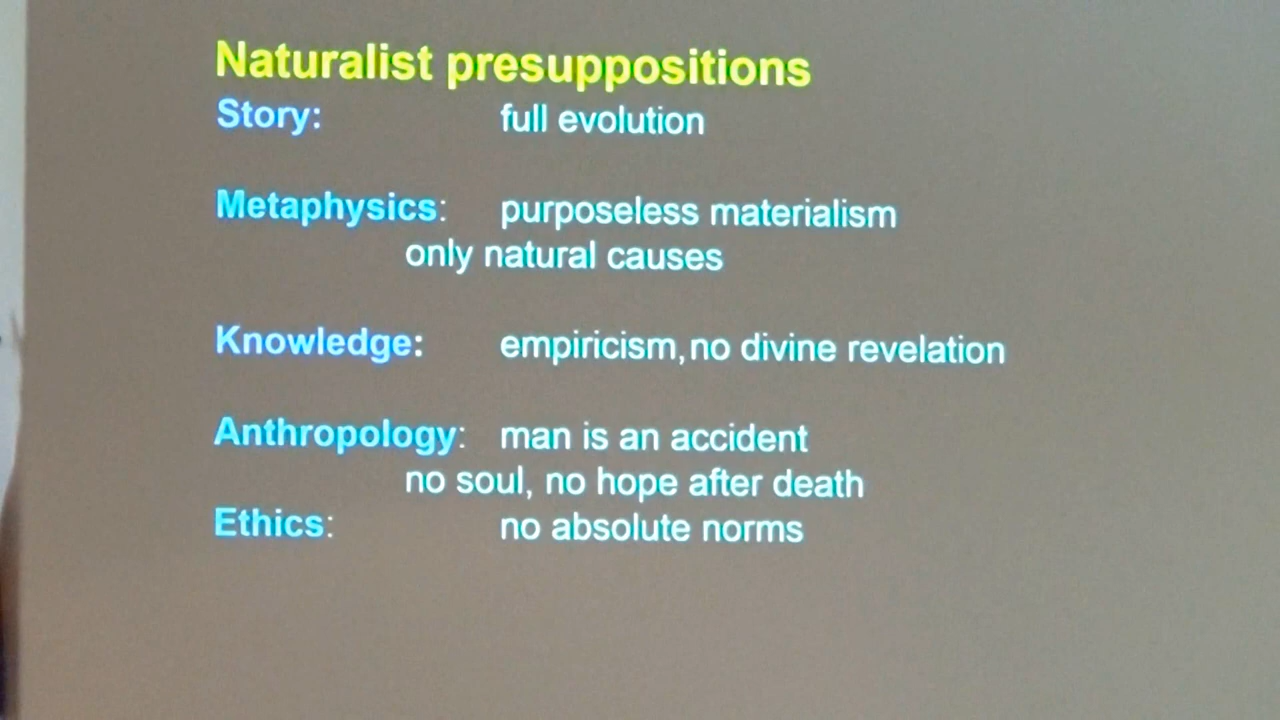 Naturalist presuppositions
Story: full evolution
Metaphysics: purposeless materialism
only natural causes
Knowledge: empiricism, no divine revelation
Anthropology: man is an accident
no soul, no hope after death
Ethics: no absolute norms